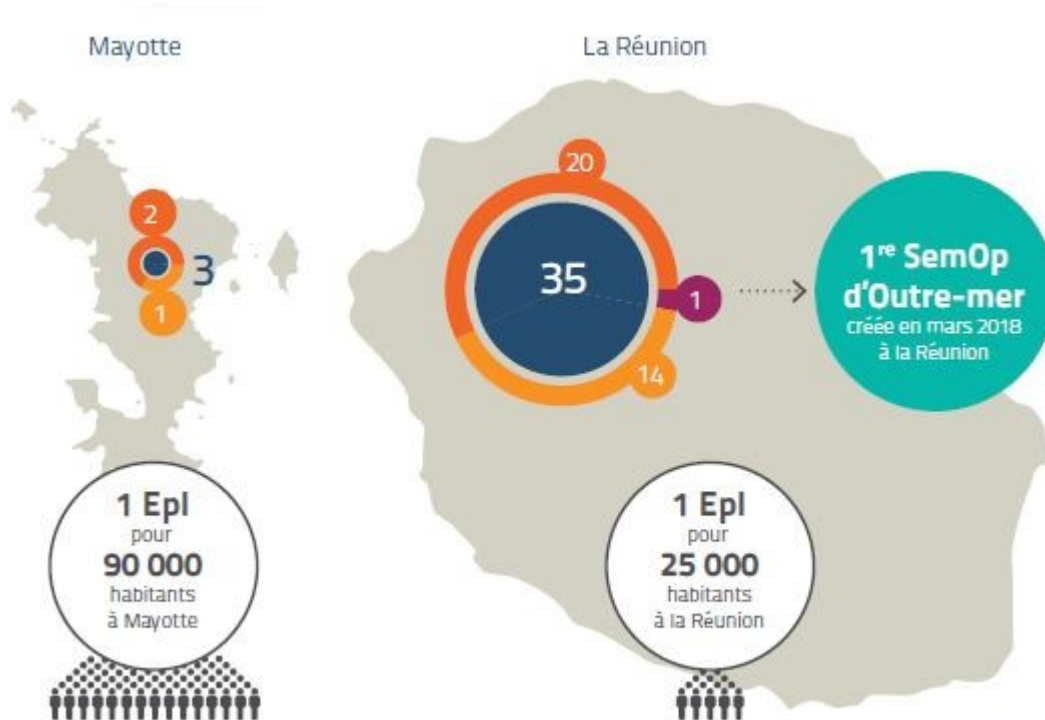 Mayotte
La Réunion
2
3
1
20
35
1
14
1re SemOp
d'Outre-mer
créée en mars 2018
à la Réunion
1 Epl
pour
90 000
habitants
à Mayotte
1 Epl
pour
25 000
habitants
à la Réunion